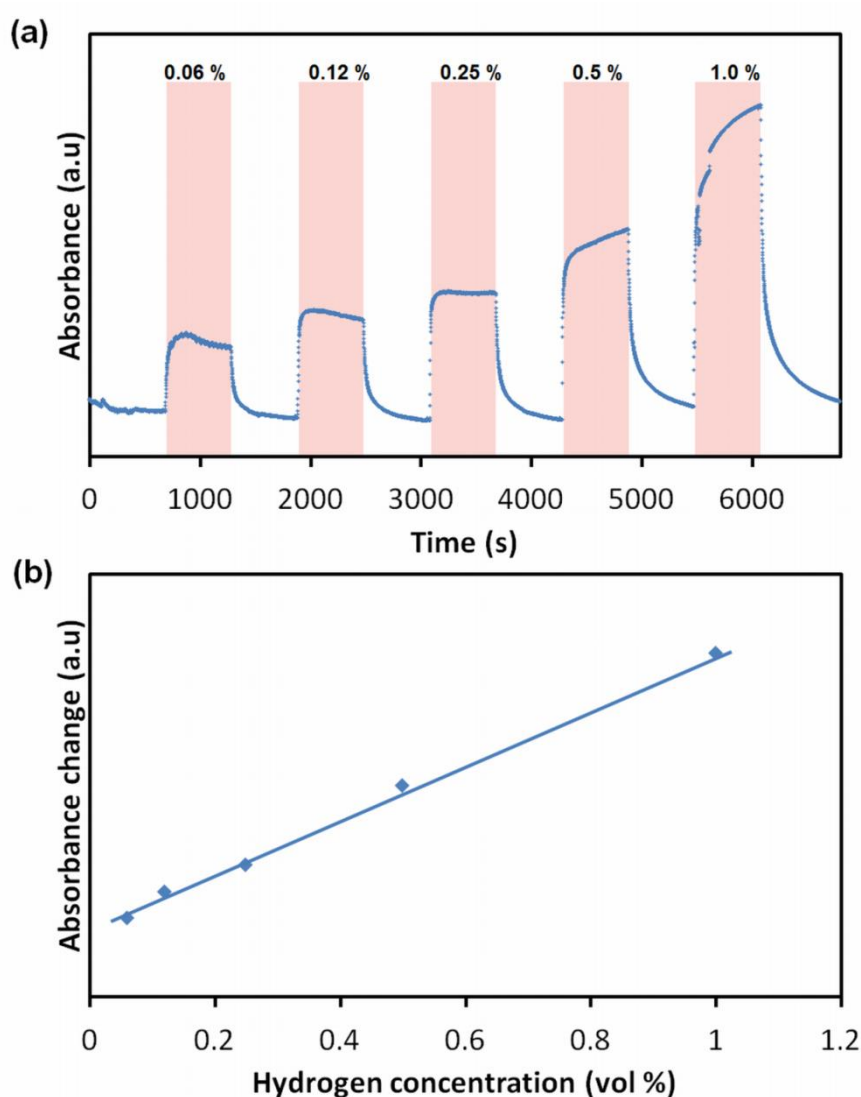 (a)
0.06 % 0.12 % 0.25 % 0.5 % 1.0 %
Absorbance (a.u)
0 1000 2000 3000 4000 5000 6000
Time (s)
(b)
Absorbance change (a.u)
0 0.2 0.4 0.6 0.8 1 1.2
Hydrogen concentration (vol %)